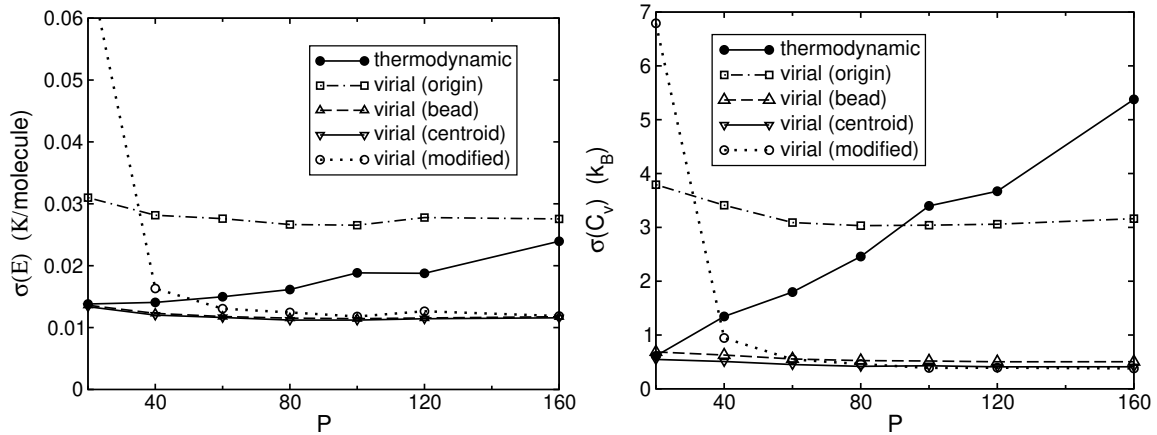 0.06
0.05
0.04
0.03
0.02
0.01
0
σ(E) (K/molecule)
thermodynamic
virial (origin)
virial (bead)
virial (centroid)
virial (modified)
40
80
120
160
P
7
6
5
4
3
2
1
0
σ(C_v) (k_B)
thermodynamic
virial (origin)
virial (bead)
virial (centroid)
virial (modified)
40
80
120
160
P